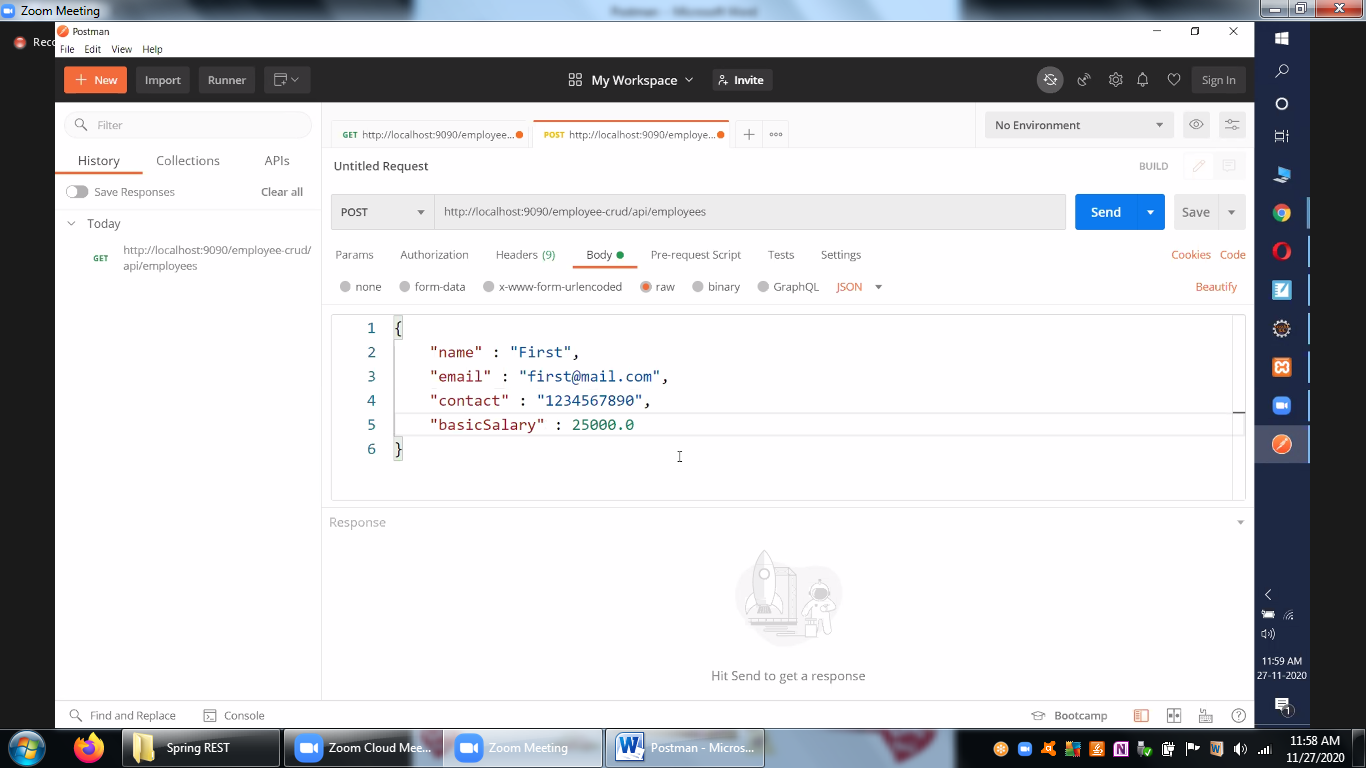 Zoom Meeting
Postman - Microsoft Word
Reco
Postman
File Edit View Help
New Import Runner My Workspace Invite Sign In
Filter
GET http://localhost:9090/employee... POST http://localhost:9090/employe... No Environment
History Collections APIs
Untitled Request BUILD
Save Responses Clear all
POST http://localhost:9090/employee-crud/api/employees Send Save
Today
GET http://localhost:9090/employee-crud/
api/employees
Params Authorization Headers (9) Body Pre-request Script Tests Settings Cookies Code
none form-data x-www-form-urlencoded raw binary GraphQL JSON Beautify
1 {
2 "name" : "First",
3 "email" : "first@mail.com",
4 "contact" : "1234567890",
5 "basicSalary" : 25000.0
6 }
Response
Hit Send to get a response
11:59 AM
27-11-2020
1
Find and Replace Console Bootcamp
Spring REST Zoom Cloud Mee... Zoom Meeting Postman - Micros...
11:58 AM
11/27/2020